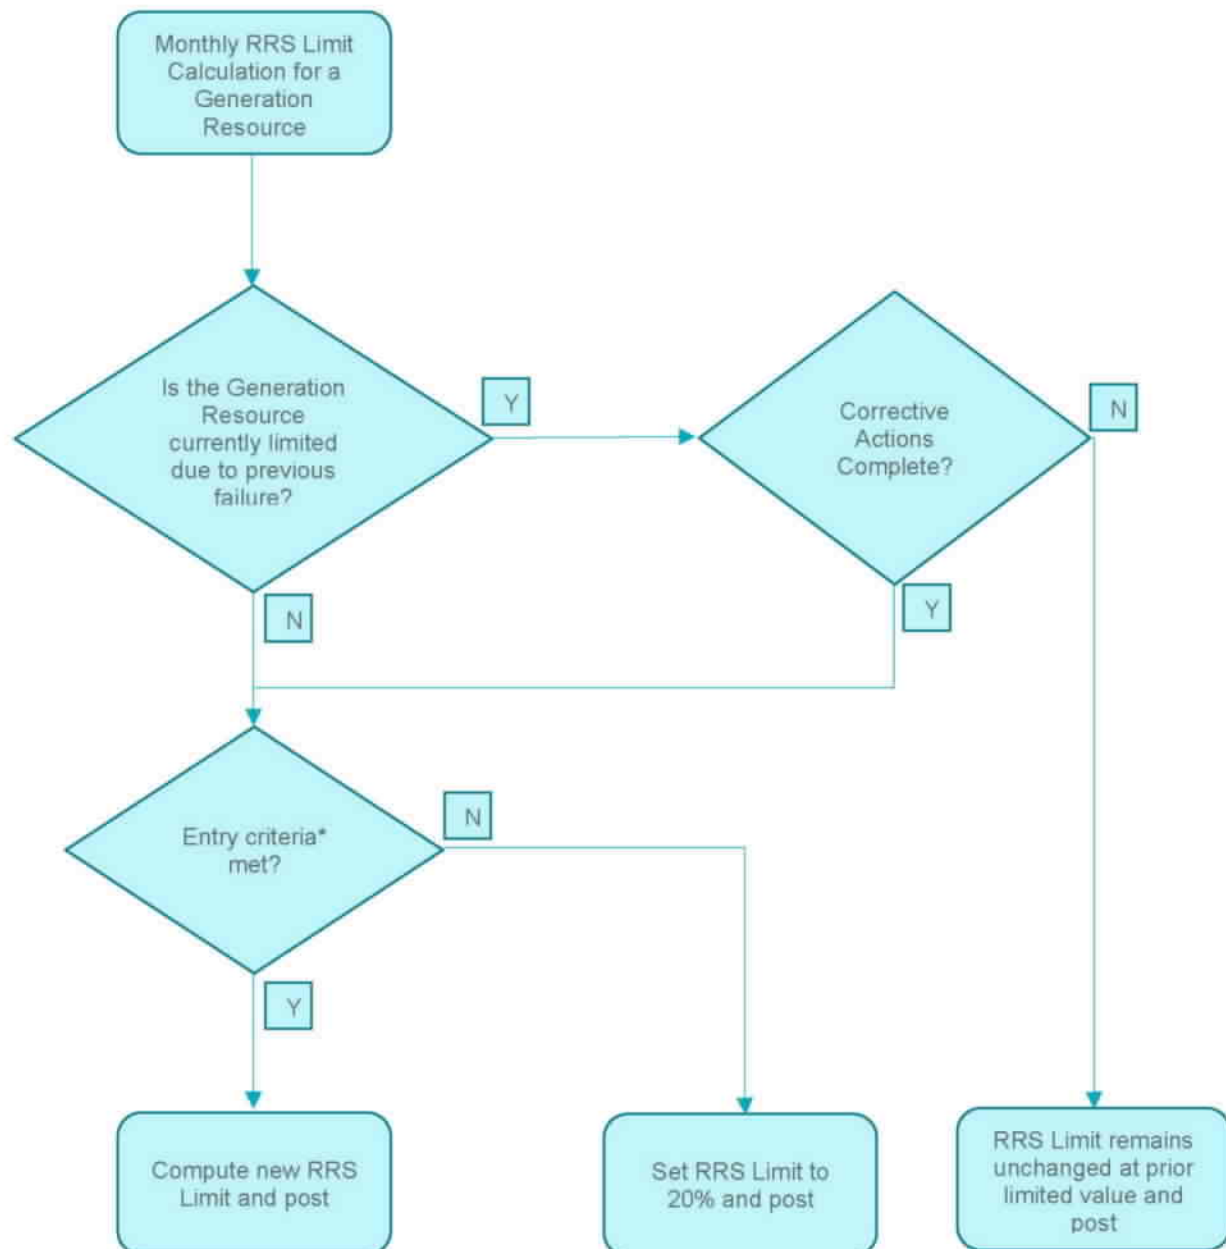 Monthly RRS Limit
Calculation for a
Generation
Resource
Is the Generation
Resource
currently limited
due to previous
failure?
Y
Corrective
Actions
Complete?
N
N
Y
Entry criteria*
met?
N
Y
Compute new RRS
Limit and post
Set RRS Limit to
20% and post
RRS Limit remains
unchanged at prior
limited value and
post